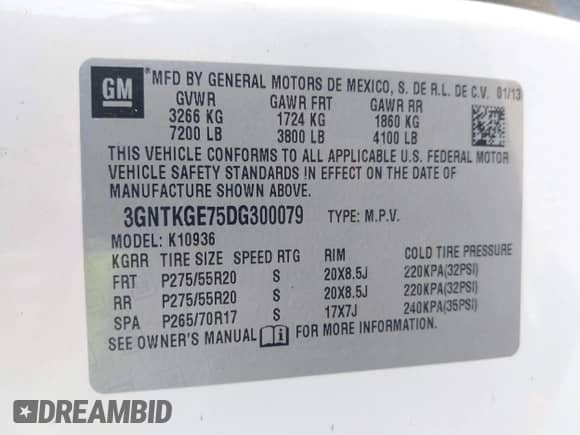 GM
*MFD BY GENERAL MOTORS DE MEXICO, S. DE R.L. DE C.V. 01/13
GVWR GAWR FRT GAWR RR
3266 KG 1724 KG 1860 KG
7200 LB 3800 LB 4100 LB
THIS VEHICLE CONFORMS TO ALL APPLICABLE U.S. FEDERAL MOTOR
VEHICLE SAFETY STANDARDS IN EFFECT ON THE DATE OF
MANUFACTURE SHOWN ABOVE.
3GNTKGE75DG300079 TYPE: M.P.V.
MODEL: K10936
KGRR TIRE SIZE SPEED RTG RIM COLD TIRE PRESSURE
FRT P275/55R20 S 20X8.5J 220KPA(32PSI)
RR P275/55R20 S 20X8.5J 220KPA(32PSI)
SPA P265/70R17 S 17X7J 240KPA(35PSI)
SEE OWNER'S MANUAL FOR MORE INFORMATION.
DREAMBID